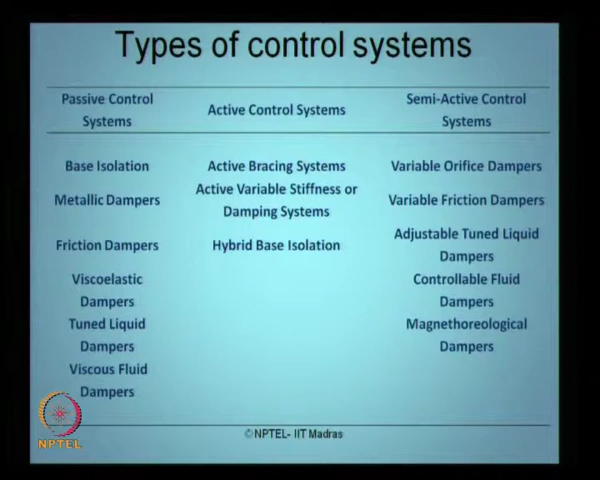 Types of control systems
Passive Control
Systems
Active Control Systems
Semi-Active Control
Systems
Base Isolation
Active Bracing Systems
Variable Orifice Dampers
Metallic Dampers
Active Variable Stiffness or
Damping Systems
Variable Friction Dampers
Friction Dampers
Hybrid Base Isolation
Adjustable Tuned Liquid
Dampers
Viscoelastic
Dampers
Controllable Fluid
Dampers
Tuned Liquid
Dampers
Magnethoreological
Dampers
Viscous Fluid
Dampers
NPTEL
©NPTEL- IIT Madras